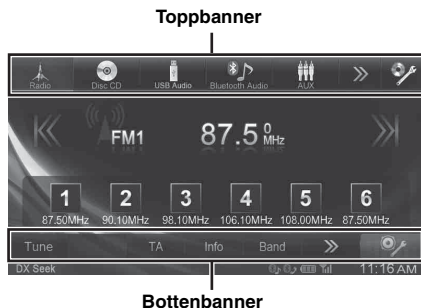 Toppbanner
Radio Disc CD USB Audio Bluetooth Audio AUX
FM1 87.5 0 MHz
1 2 3 4 5 6
87.50MHz 90.10MHz 98.10MHz 106.10MHz 108.00MHz 87.50MHz
Tune TA Info Band
DX Seek 11:16 AM
Bottenbanner